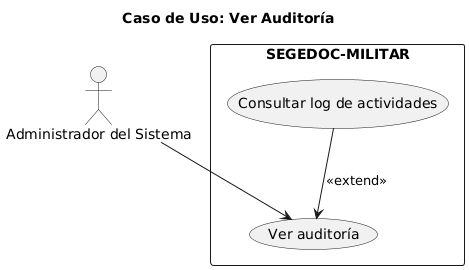 Caso de Uso: Ver Auditoría
SEGEDOC-MILITAR
Consultar log de actividades
Administrador del Sistema
«extend»
Ver auditoría